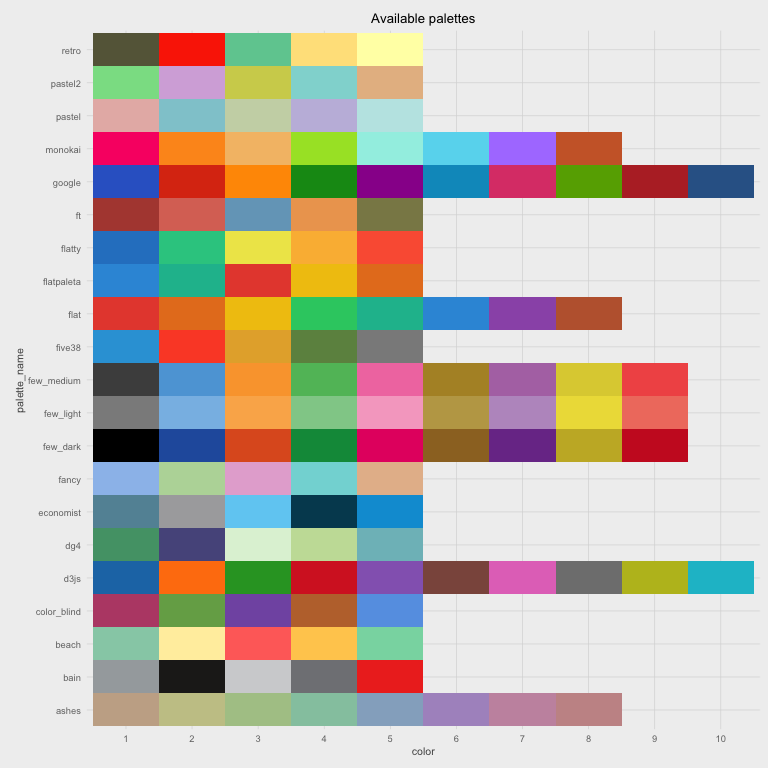 Available palettes
retro
pastel2
pastel
monokai
google
ft
flatty
flatpaleta
flat
five38
few_medium
few_light
few_dark
fancy
economist
dg4
d3js
color_blind
beach
bain
ashes
palette_name
1 2 3 4 5 6 7 8 9 10
color